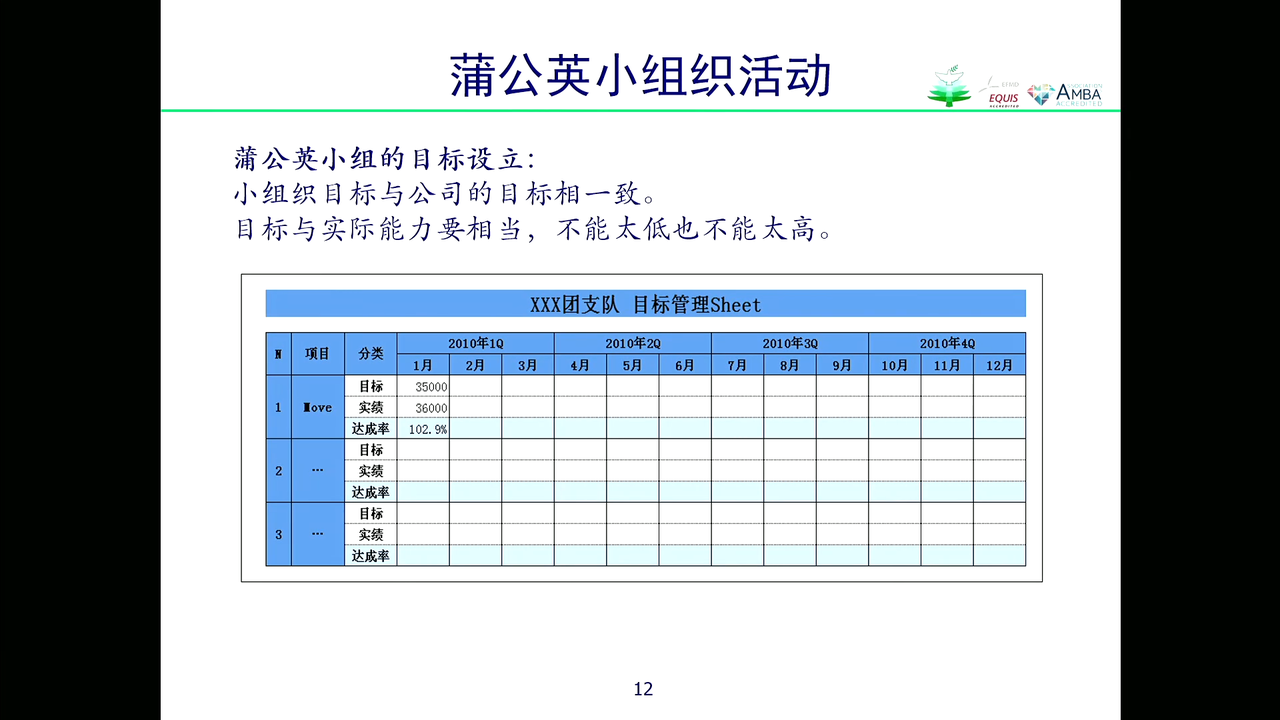 蒲公英小组织活动
EFMD
EQUIS
ACCREDITED
ASSOCIATION
AMBA
ACCREDITED
蒲公英小组的目标设立：
小组织目标与公司的目标相一致。
目标与实际能力要相当，不能太低也不能太高。
XXX团支队 目标管理Sheet
N 项目 分类 2010年1Q 2010年2Q 2010年3Q 2010年4Q
1月 2月 3月 4月 5月 6月 7月 8月 9月 10月 11月 12月
1 Move 目标 35000
实绩 36000
达成率 102.9%
2 … 目标
实绩
达成率
3 … 目标
实绩
达成率
12